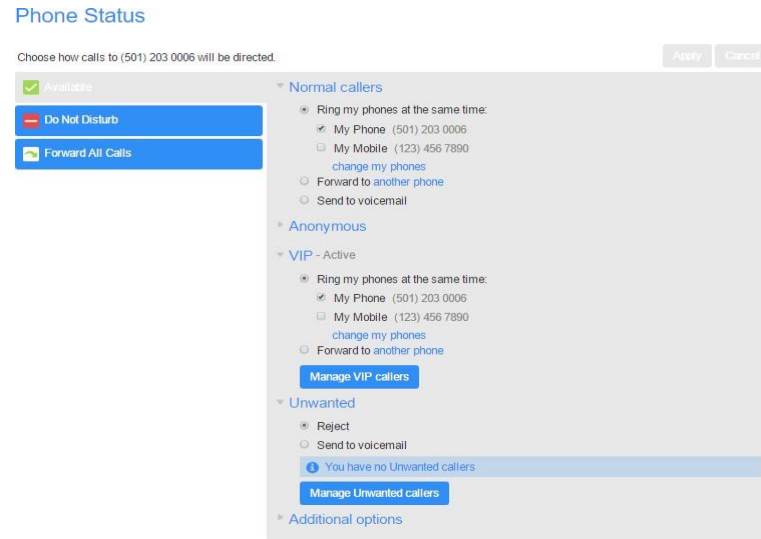 Phone Status
Choose how calls to (501) 203 0006 will be directed.
Apply Cancel
Available
Do Not Disturb
Forward All Calls
Normal callers
Ring my phones at the same time:
My Phone (501) 203 0006
My Mobile (123) 456 7890
change my phones
Forward to another phone
Send to voicemail
Anonymous
VIP - Active
Ring my phones at the same time:
My Phone (501) 203 0006
My Mobile (123) 456 7890
change my phones
Forward to another phone
Manage VIP callers
Unwanted
Reject
Send to voicemail
You have no Unwanted callers
Manage Unwanted callers
Additional options